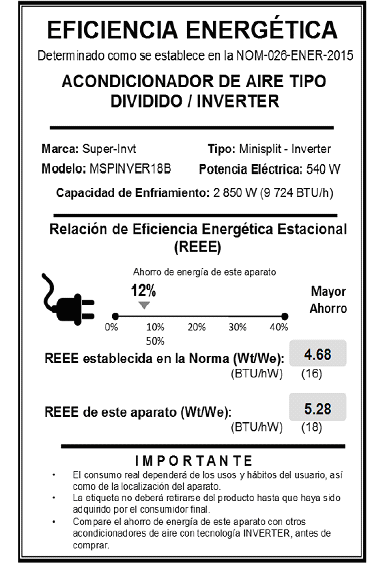 EFICIENCIA ENERGÉTICA
Determinado como se establece en la NOM-026-ENER-2015
ACONDICIONADOR DE AIRE TIPO
DIVIDIDO / INVERTER
Marca: Super-Invt Tipo: Minisplit - Inverter
Modelo: MSPINVER18B Potencia Eléctrica: 540 W
Capacidad de Enfriamiento: 2 850 W (9 724 BTU/h)
Relación de Eficiencia Energética Estacional
(REEE)
Ahorro de energía de este aparato
12% Mayor
Ahorro
0% 10% 20% 30% 40%
50%
REEE establecida en la Norma (Wt/We): 4.68
(BTU/hW) (16)
REEE de este aparato (Wt/We): 5.28
(BTU/hW) (18)
IMPORTANTE
• El consumo real dependerá de los usos y hábitos del usuario, así
como de la localización del aparato.
• La etiqueta no deberá retirarse del producto hasta que haya sido
adquirido por el consumidor final.
• Compare el ahorro de energía de este aparato con otros
acondicionadores de aire con tecnología INVERTER, antes de
comprar.